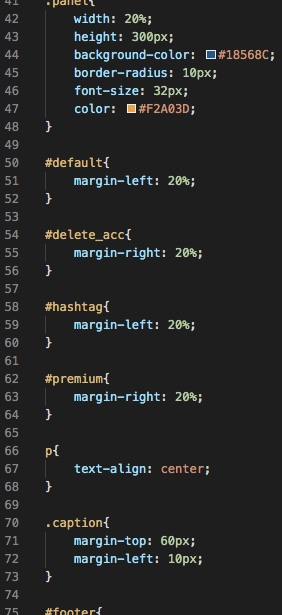 41 .panel{
42 width: 20%;
43 height: 300px;
44 background-color: #18568C;
45 border-radius: 10px;
46 font-size: 32px;
47 color: #F2A03D;
48 }
49
50 #default{
51 margin-left: 20%;
52 }
53
54 #delete_acc{
55 margin-right: 20%;
56 }
57
58 #hashtag{
59 margin-left: 20%;
60 }
61
62 #premium{
63 margin-right: 20%;
64 }
65
66 p{
67 text-align: center;
68 }
69
70 .caption{
71 margin-top: 60px;
72 margin-left: 10px;
73 }
74
75 #footer{